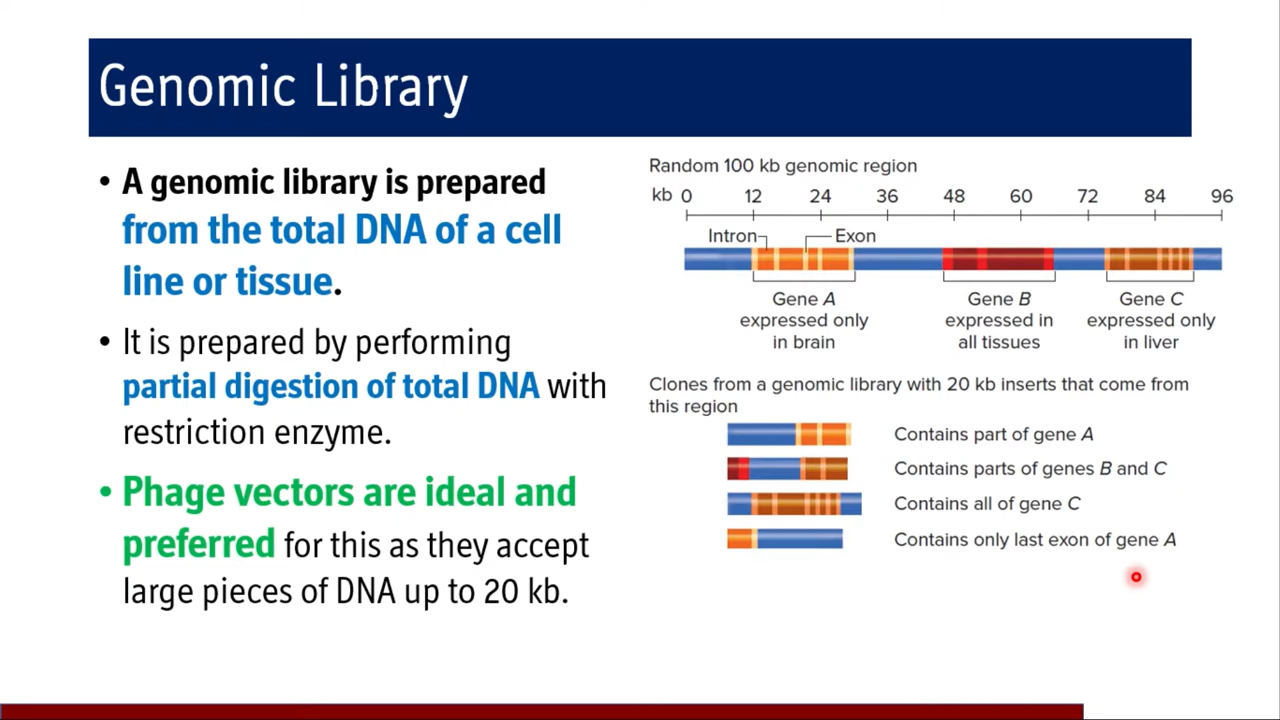 Genomic Library
• A genomic library is prepared
from the total DNA of a cell
line or tissue.
• It is prepared by performing
partial digestion of total DNA with
restriction enzyme.
• Phage vectors are ideal and
preferred for this as they accept
large pieces of DNA up to 20 kb.
Random 100 kb genomic region
kb 0 12 24 36 48 60 72 84 96
Intron Exon
Gene A Gene B Gene C
expressed only expressed in expressed only
in brain all tissues in liver
Clones from a genomic library with 20 kb inserts that come from
this region
Contains part of gene A
Contains parts of genes B and C
Contains all of gene C
Contains only last exon of gene A